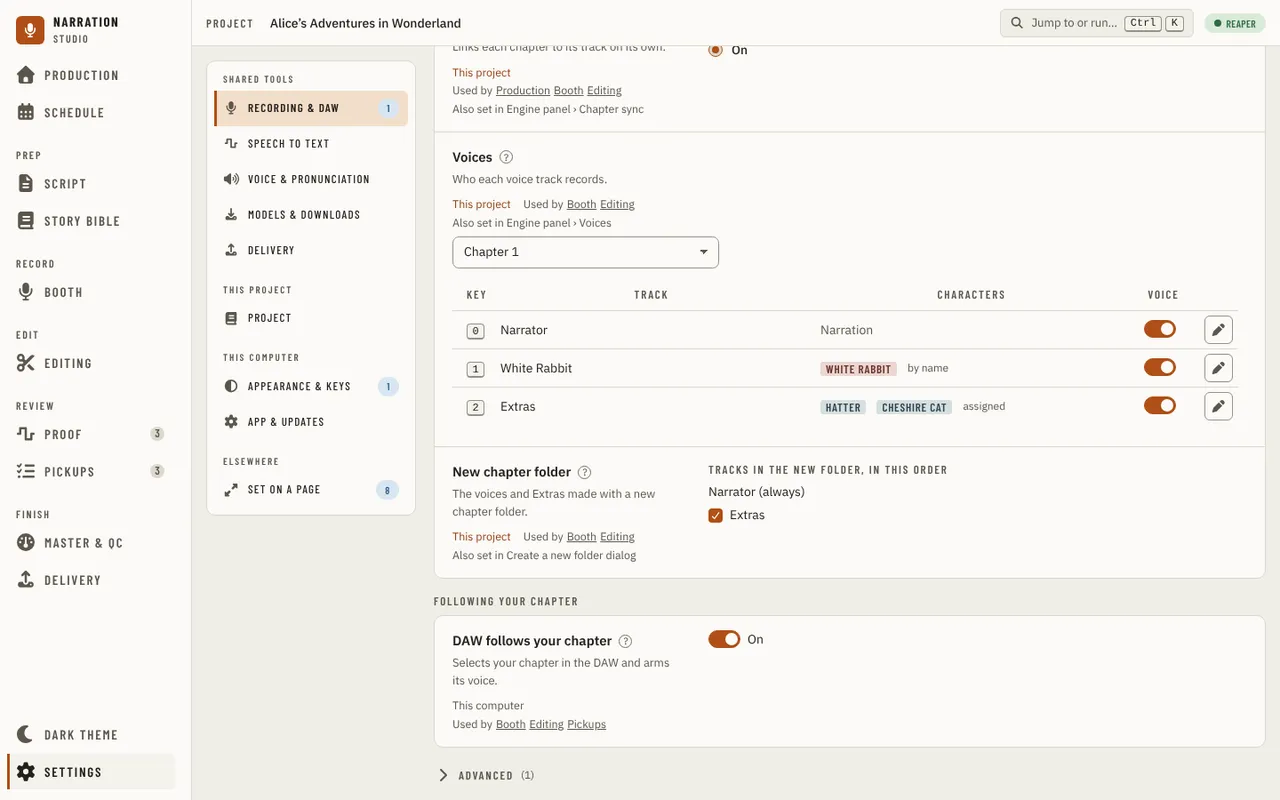 NARRATION
STUDIO
PRODUCTION
SCHEDULE
PREP
SCRIPT
STORY BIBLE
RECORD
BOOTH
EDIT
EDITING
REVIEW
PROOF 3
PICKUPS 3
FINISH
MASTER & QC
DELIVERY
DARK THEME
SETTINGS
PROJECT Alice's Adventures in Wonderland
Jump to or run... Ctrl K
REAPER
SHARED TOOLS
RECORDING & DAW 1
SPEECH TO TEXT
VOICE & PRONUNCIATION
MODELS & DOWNLOADS
DELIVERY
THIS PROJECT
PROJECT
THIS COMPUTER
APPEARANCE & KEYS 1
APP & UPDATES
ELSEWHERE
SET ON A PAGE 8
Links each chapter to its track on its own.
On
This project
Used by Production Booth Editing
Also set in Engine panel › Chapter sync
Voices ?
Who each voice track records.
This project Used by Booth Editing
Also set in Engine panel › Voices
Chapter 1
KEY TRACK CHARACTERS VOICE
0 Narrator Narration
1 White Rabbit WHITE RABBIT by name
2 Extras HATTER CHESHIRE CAT assigned
New chapter folder ?
The voices and Extras made with a new
chapter folder.
This project Used by Booth Editing
Also set in Create a new folder dialog
TRACKS IN THE NEW FOLDER, IN THIS ORDER
Narrator (always)
Extras
FOLLOWING YOUR CHAPTER
DAW follows your chapter ?
On
Selects your chapter in the DAW and arms
its voice.
This computer
Used by Booth Editing Pickups
ADVANCED (1)